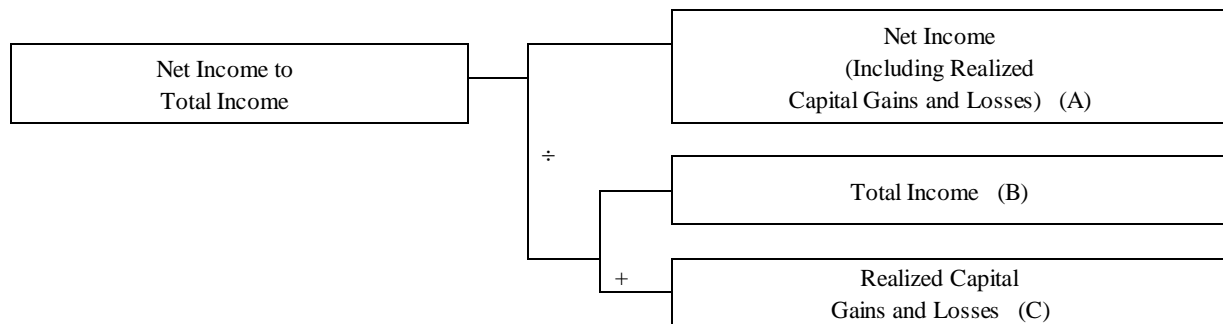 Net Income to
Total Income
Net Income
(Including Realized
Capital Gains and Losses) (A)
÷
Total Income (B)
+
Realized Capital
Gains and Losses (C)